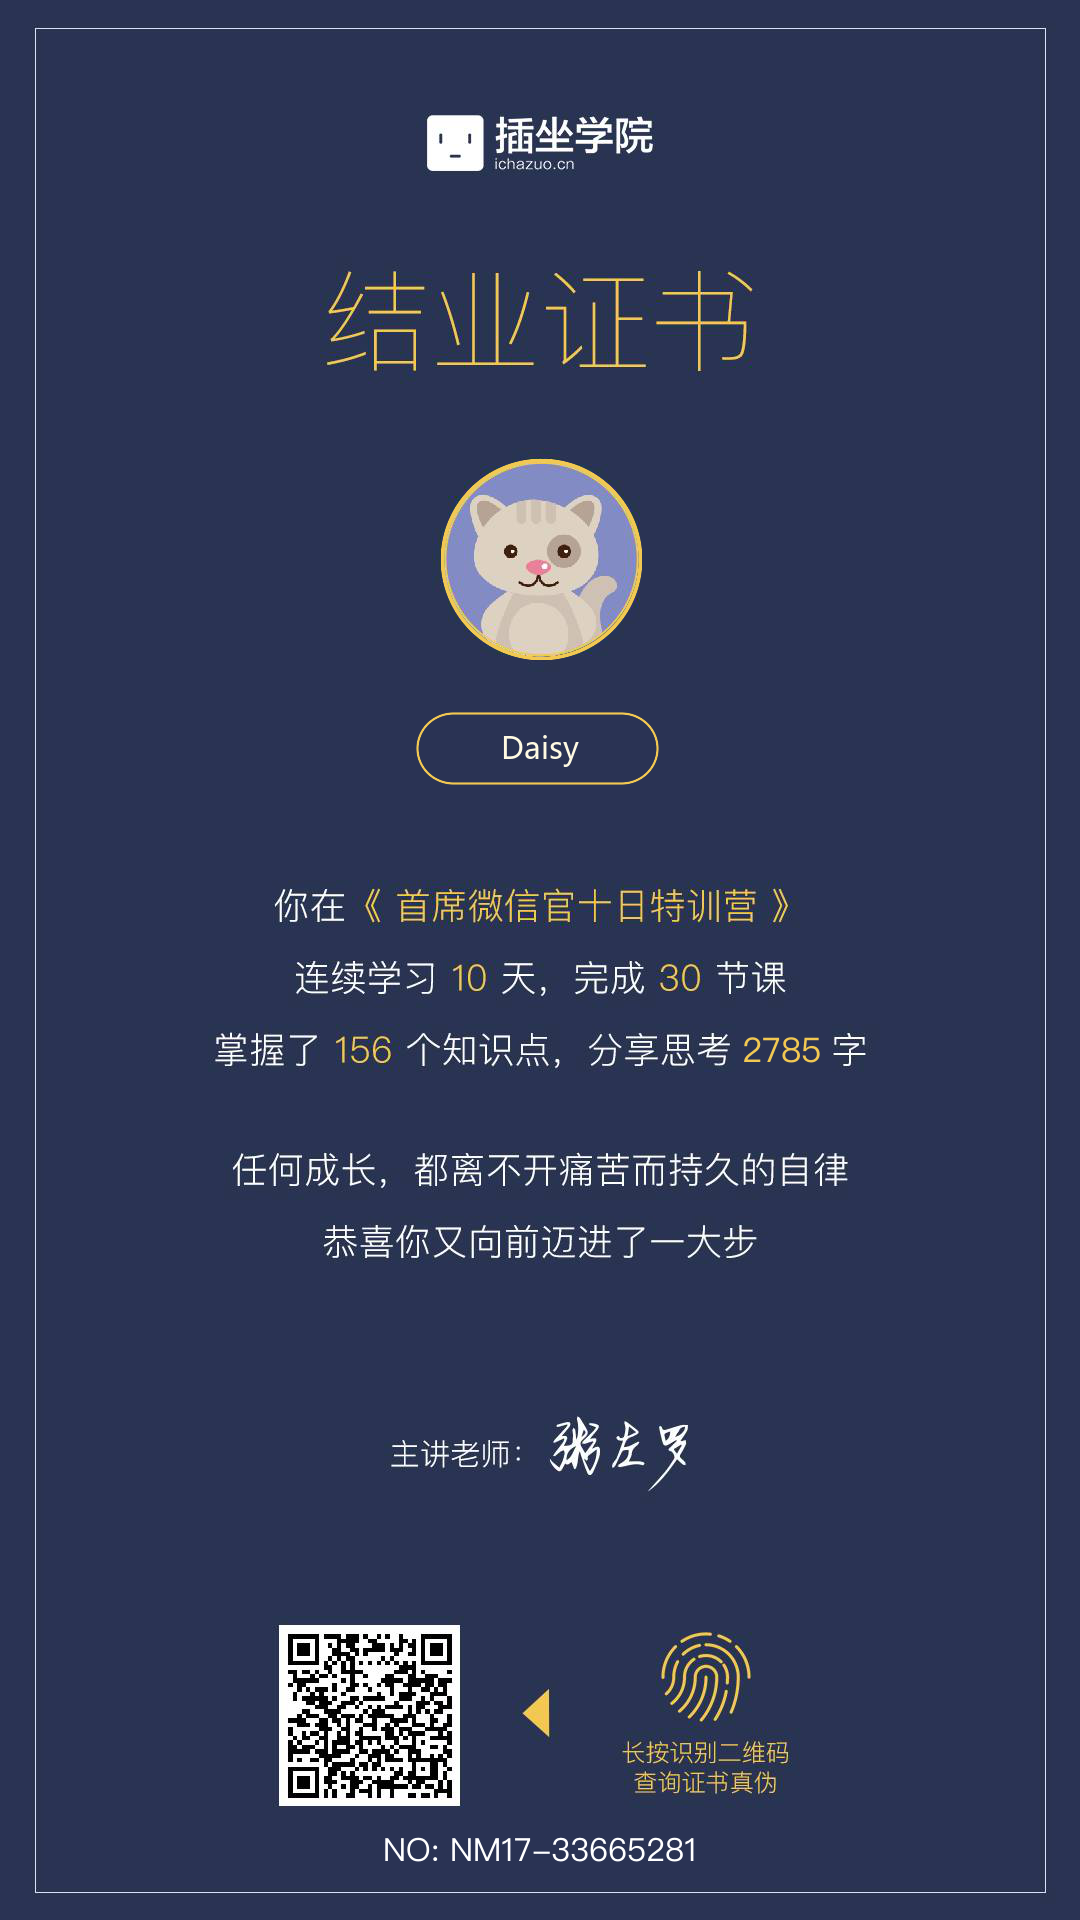 插坐学院
ichazuo.cn
结业证书
Daisy
你在《 首席微信官十日特训营 》
连续学习 10 天，完成 30 节课
掌握了 156 个知识点，分享思考 2785 字
任何成长，都离不开痛苦而持久的自律
恭喜你又向前迈进了一大步
主讲老师：粥左罗
长按识别二维码
查询证书真伪
NO: NM17-33665281